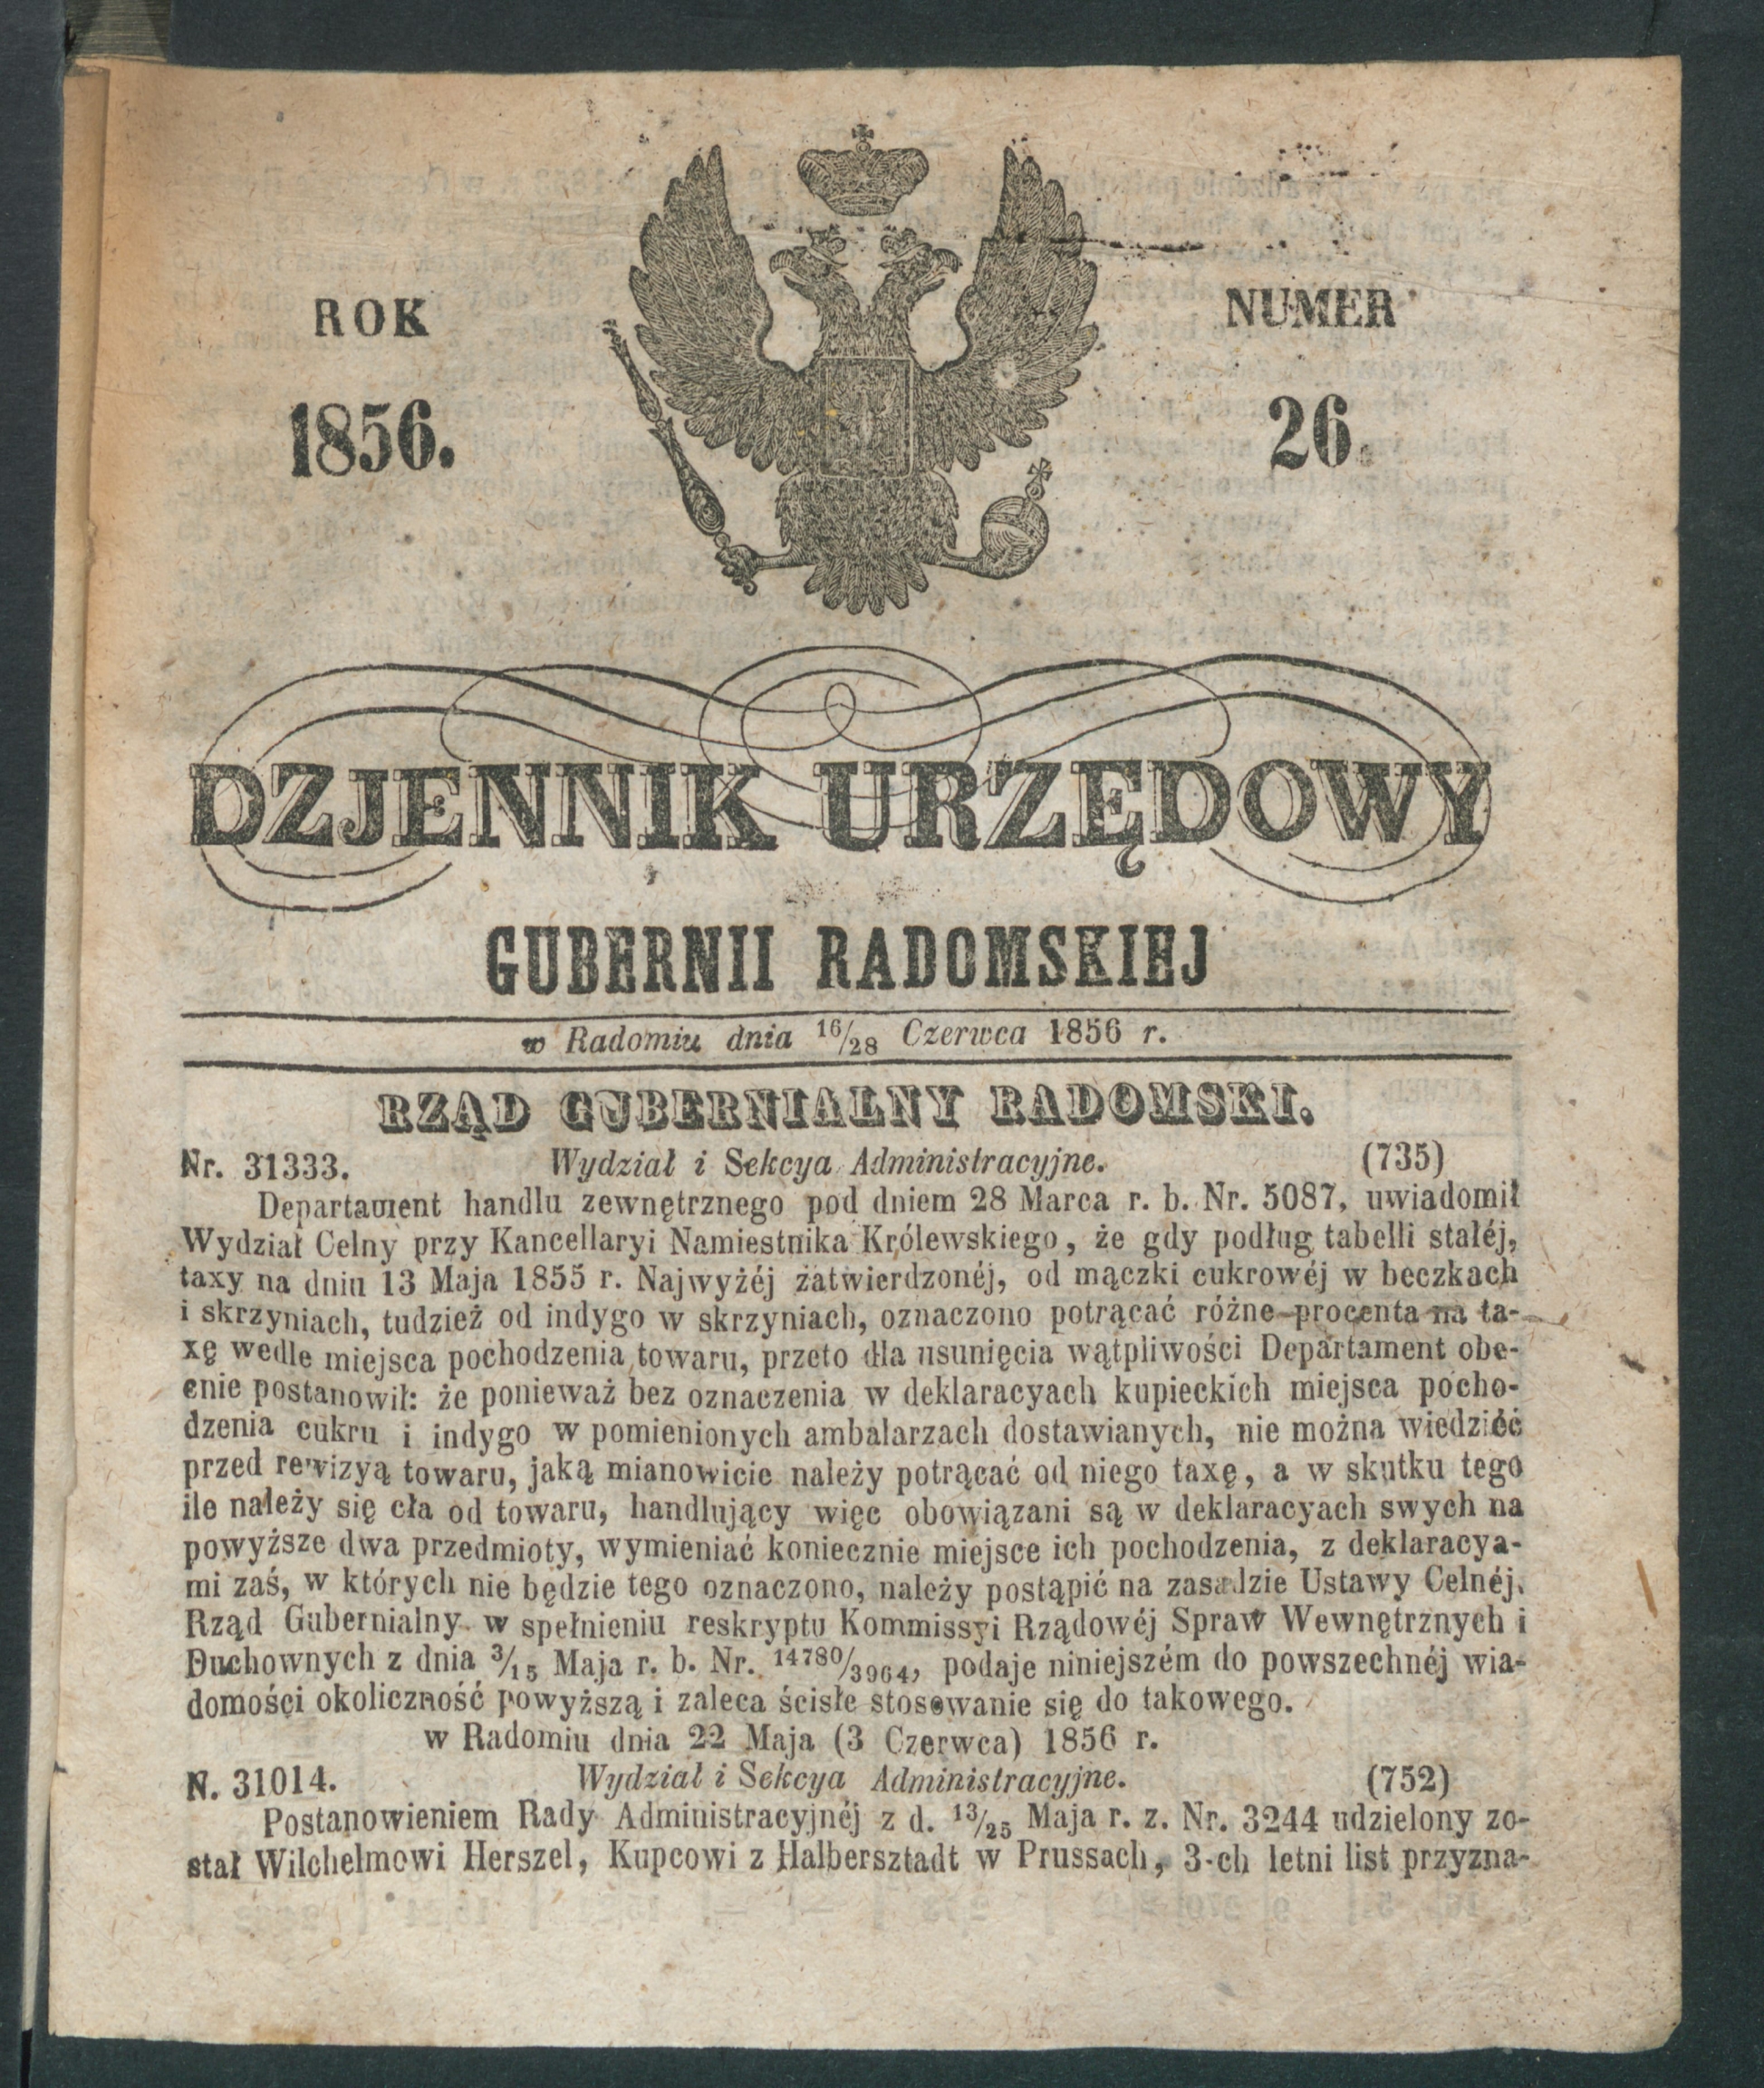 ROK
1856.
NUMER
26.
DZJENNIK URZĘDOWY
GUBERNII RADOMSKIEJ
w Radomiu dnia 16/28 Czerwca 1856 r.
RZĄD GUBERNIALNY RADOMSKI.
Nr. 31333. Wydział i Sekcya Administracyjne. (735)
Departament handlu zewnętrznego pod dniem 28 Marca r. b. Nr. 5087, uwiadomił
Wydział Celny przy Kancellaryi Namiestnika Królewskiego, że gdy podług tabelli stałéj,
taxy na dniu 13 Maja 1855 r. Najwyżéj zatwierdzonéj, od mączki cukrowéj w beczkach
i skrzyniach, tudzież od indygo w skrzyniach, oznaczono potrącać różne procenta na ta-
xę wedle miejsca pochodzenia towaru, przeto dla usunięcia wątpliwości Departament obe-
cnie postanowił: że ponieważ bez oznaczenia w deklaracyach kupieckich miejsca pocho-
dzenia cukru i indygo w pomienionych ambalarzach dostawianych, nie można wiedzióć
przed rewizyą towaru, jaką mianowicie należy potrącać od niego taxę, a w skutku tego
ile należy się cła od towaru, handlujący więc obowiązani są w deklaracyach swych na
powyższe dwa przedmioty, wymieniać koniecznie miejsce ich pochodzenia, z deklaracya-
mi zaś, w których nie będzie tego oznaczono, należy postąpić na zasadzie Ustawy Celnéj.
Rząd Gubernialny w spełnieniu reskryptu Kommissyi Rządowéj Spraw Wewnętrznych i
Duchownych z dnia 3/15 Maja r. b. Nr. 14780/3964, podaje niniejszém do powszechnéj wia-
domości okoliczność powyższą i zaleca ścisłe stosowanie się do takowego.
w Radomiu dnia 22 Maja (3 Czerwca) 1856 r.
N. 31014. Wydział i Sekcya Administracyjne. (752)
Postanowieniem Rady Administracyjnéj z d. 13/25 Maja r. z. Nr. 3244 udzielony zo-
stał Wilchelmowi Herszel, Kupcowi z Halbersztadt w Prussach, 3-ch letni list przyzna-